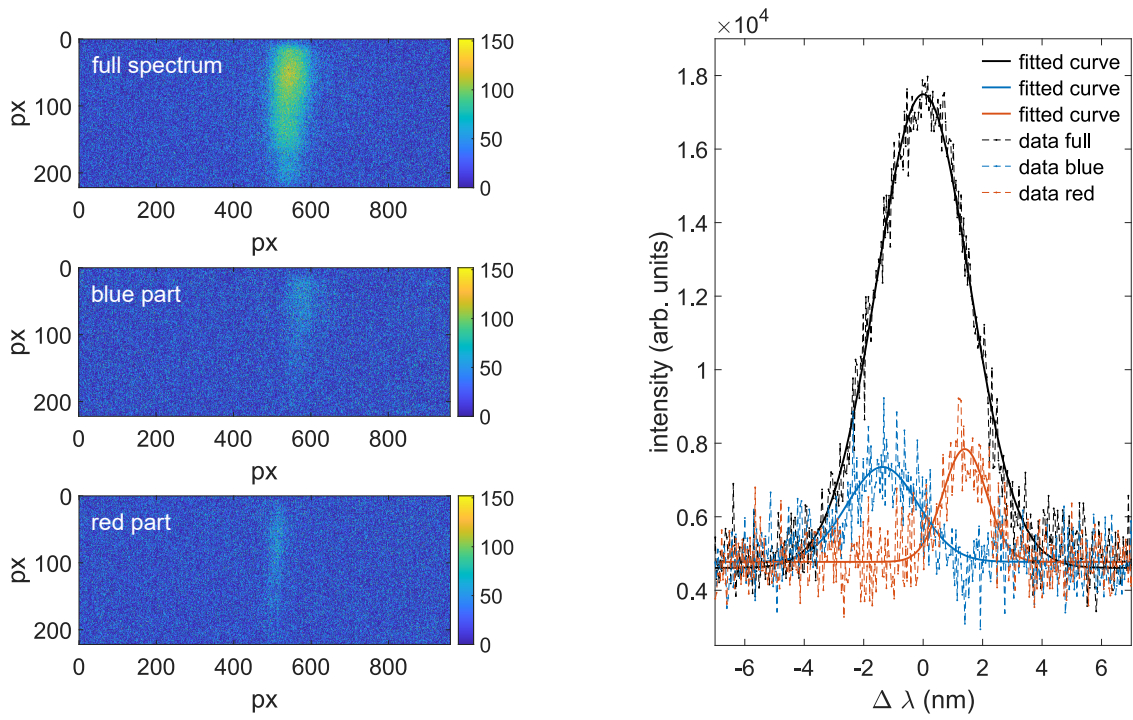 0
100
200
px
full spectrum
0 200 400 600 800
px
150
100
50
0
0
100
200
px
blue part
0 200 400 600 800
px
150
100
50
0
0
100
200
px
red part
0 200 400 600 800
px
150
100
50
0
×10⁴
1.8
1.6
1.4
1.2
1
0.8
0.6
0.4
intensity (arb. units)
-6 -4 -2 0 2 4 6
Δ λ (nm)
fitted curve
fitted curve
fitted curve
data full
data blue
data red